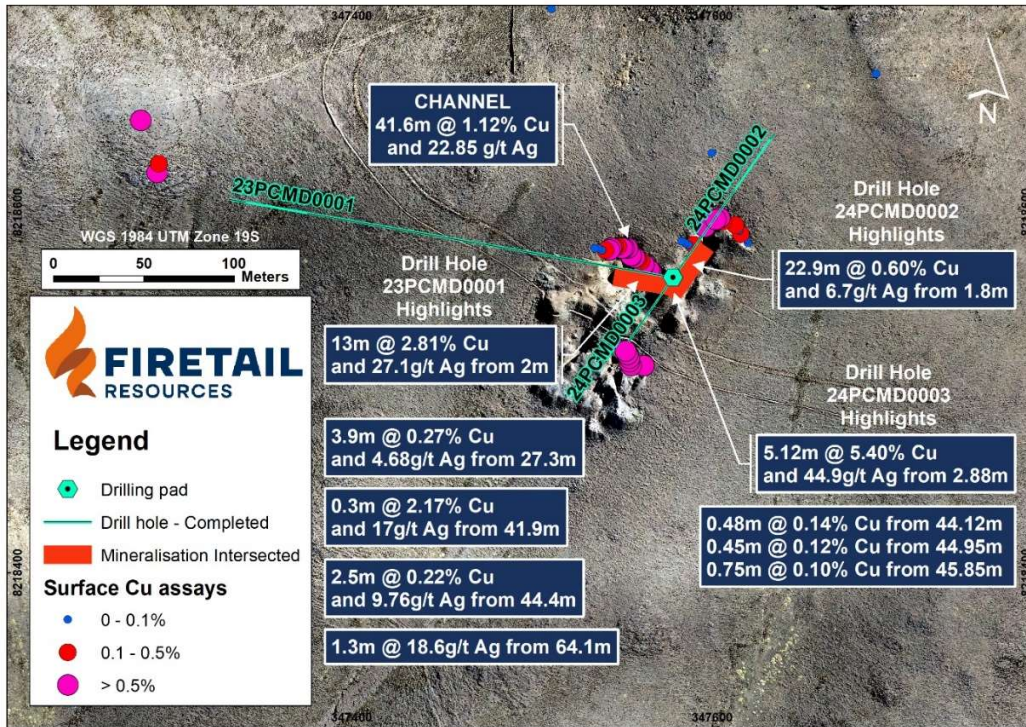 347400
347600
CHANNEL
41.6m @ 1.12% Cu
and 22.85 g/t Ag
N
23PCMD0001
24PCMD0002
24PCMD0003
8218600
8218600
WGS 1984 UTM Zone 19S
0 50 100
Meters
Drill Hole
24PCMD0002
Highlights
22.9m @ 0.60% Cu
and 6.7g/t Ag from 1.8m
Drill Hole
23PCMD0001
Highlights
13m @ 2.81% Cu
and 27.1g/t Ag from 2m
3.9m @ 0.27% Cu
and 4.68g/t Ag from 27.3m
0.3m @ 2.17% Cu
and 17g/t Ag from 41.9m
2.5m @ 0.22% Cu
and 9.76g/t Ag from 44.4m
1.3m @ 18.6g/t Ag from 64.1m
Drill Hole
24PCMD0003
Highlights
5.12m @ 5.40% Cu
and 44.9g/t Ag from 2.88m
0.48m @ 0.14% Cu from 44.12m
0.45m @ 0.12% Cu from 44.95m
0.75m @ 0.10% Cu from 45.85m
FIRETAIL
RESOURCES
Legend
Drilling pad
Drill hole - Completed
Mineralisation Intersected
Surface Cu assays
0 - 0.1%
0.1 - 0.5%
> 0.5%
8218400
8218400
347400
347600